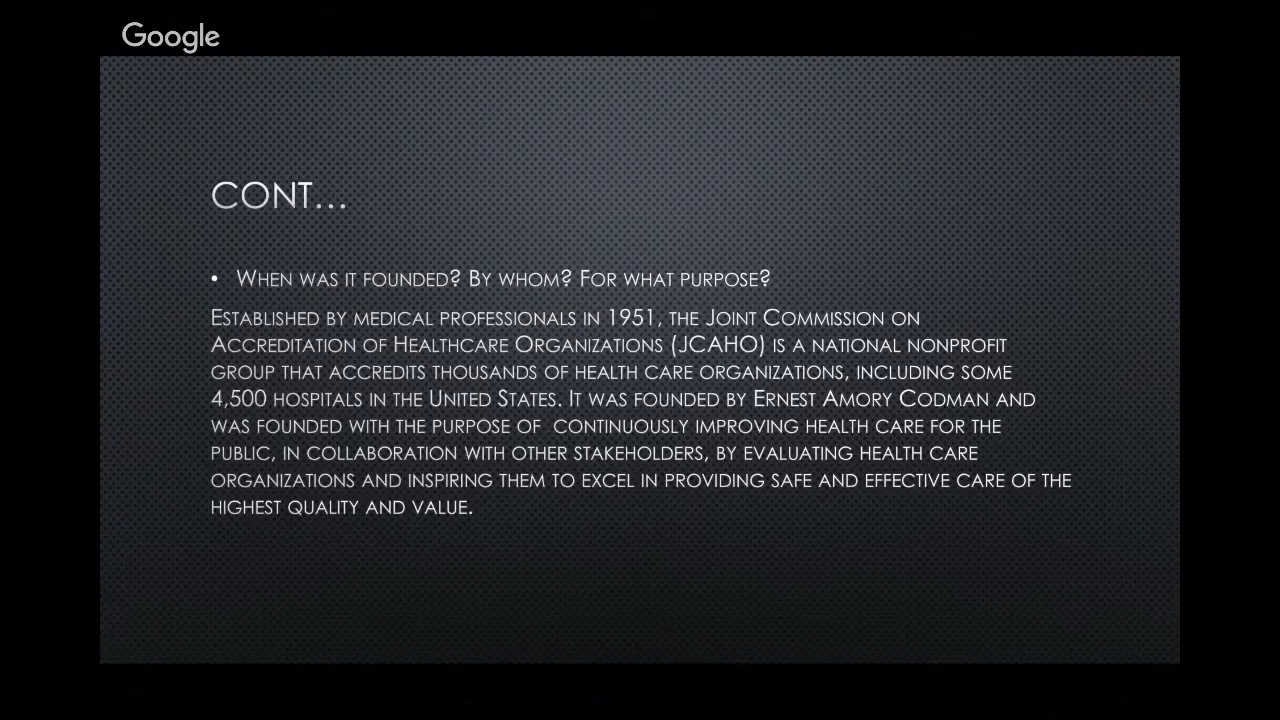 Google
CONT...
• WHEN WAS IT FOUNDED? BY WHOM? FOR WHAT PURPOSE?
ESTABLISHED BY MEDICAL PROFESSIONALS IN 1951, THE JOINT COMMISSION ON
ACCREDITATION OF HEALTHCARE ORGANIZATIONS (JCAHO) IS A NATIONAL NONPROFIT
GROUP THAT ACCREDITS THOUSANDS OF HEALTH CARE ORGANIZATIONS, INCLUDING SOME
4,500 HOSPITALS IN THE UNITED STATES. IT WAS FOUNDED BY ERNEST AMORY CODMAN AND
WAS FOUNDED WITH THE PURPOSE OF CONTINUOUSLY IMPROVING HEALTH CARE FOR THE
PUBLIC, IN COLLABORATION WITH OTHER STAKEHOLDERS, BY EVALUATING HEALTH CARE
ORGANIZATIONS AND INSPIRING THEM TO EXCEL IN PROVIDING SAFE AND EFFECTIVE CARE OF THE
HIGHEST QUALITY AND VALUE.